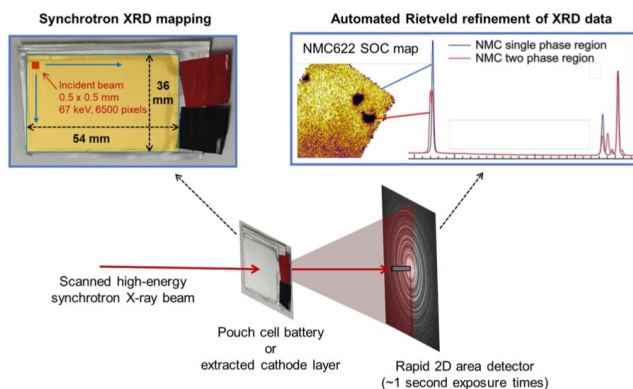 Synchrotron XRD mapping
Automated Rietveld refinement of XRD data
Incident beam
0.5 x 0.5 mm
67 keV, 6500 pixels
36
mm
54 mm
NMC622 SOC map
NMC single phase region
NMC two phase region
Scanned high-energy
synchrotron X-ray beam
Pouch cell battery
or
extracted cathode layer
Rapid 2D area detector
(~1 second exposure times)